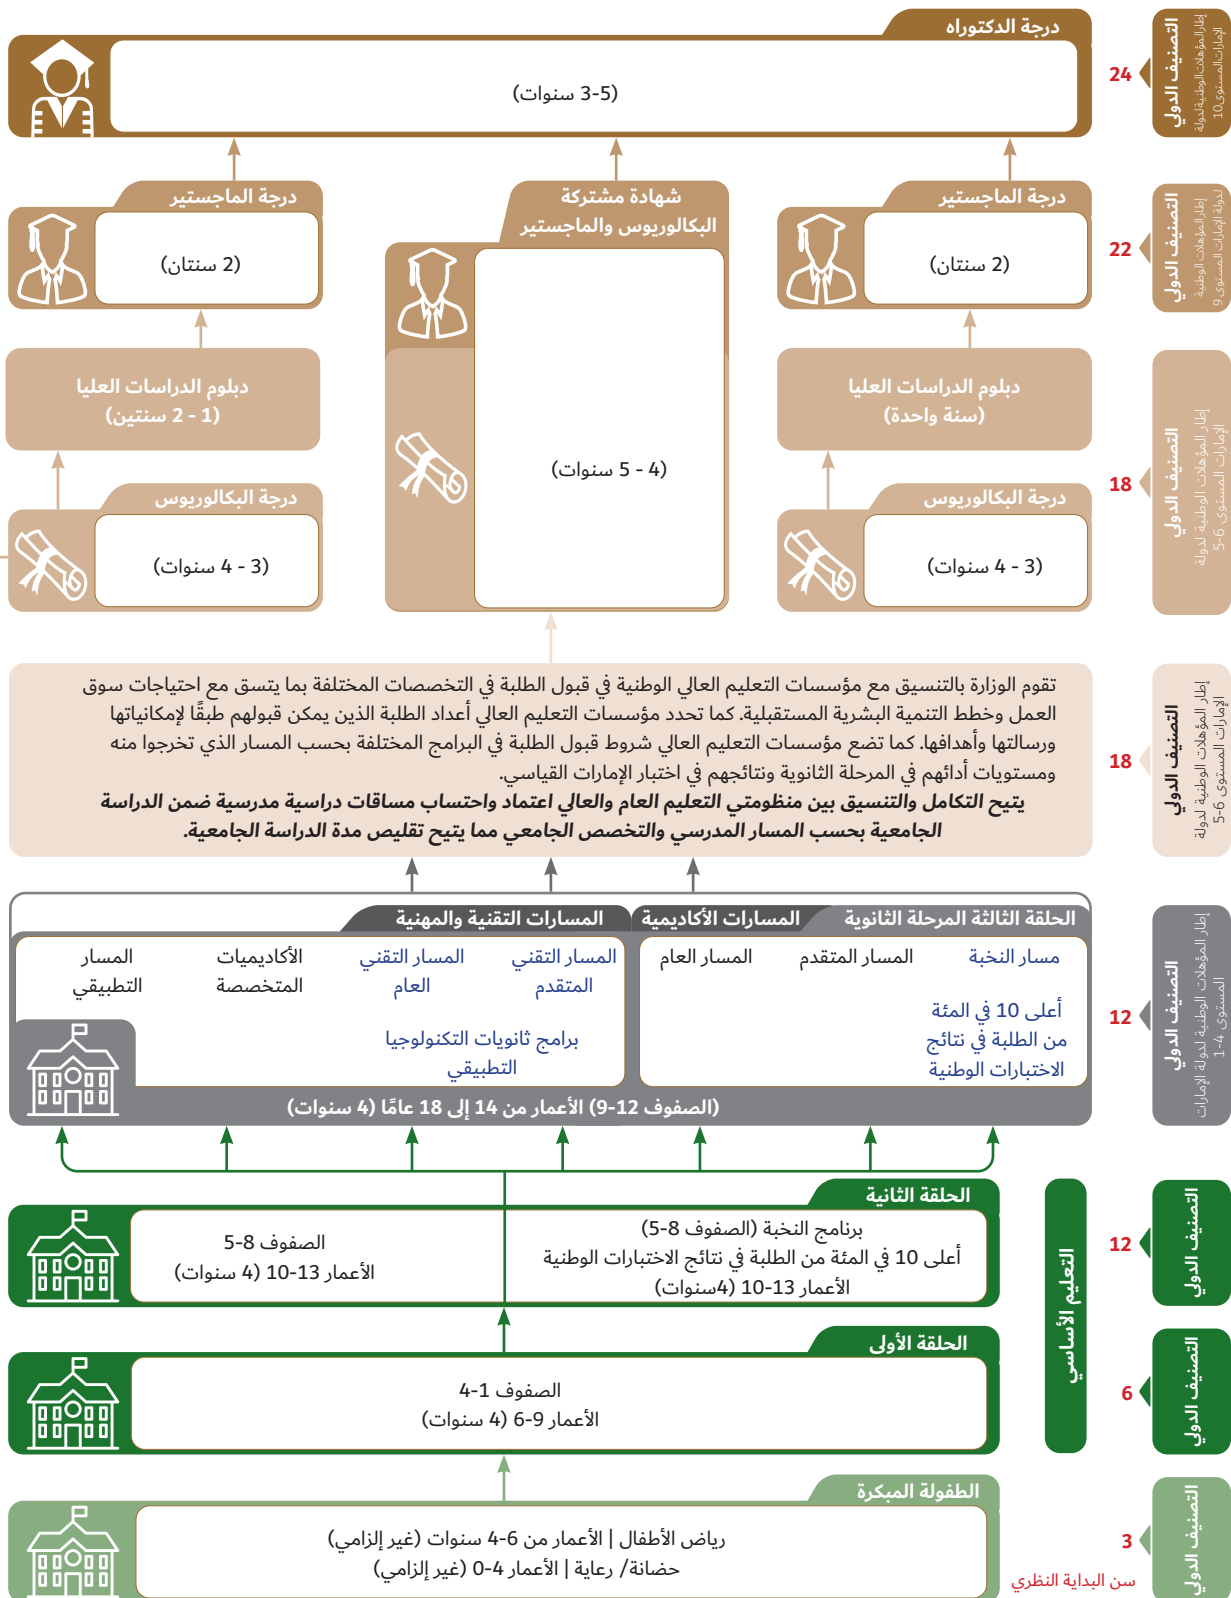 درجة الدكتوراه
(3-5 سنوات)
24
التصنيف الدولي
إطار المؤهلات الوطنية لدولة
الإمارات المستوى 10
درجة الماجستير
(2 سنتان)
شهادة مشتركة
البكالوريوس والماجستير
(4 - 5 سنوات)
درجة الماجستير
(2 سنتان)
22
التصنيف الدولي
إطار المؤهلات الوطنية
لدولة الإمارات المستوى 9
دبلوم الدراسات العليا
(سنة واحدة)
دبلوم الدراسات العليا
(1 - 2 سنتين)
درجة البكالوريوس
(3 - 4 سنوات)
درجة البكالوريوس
(3 - 4 سنوات)
18
التصنيف الدولي
إطار المؤهلات الوطنية لدولة
الإمارات المستوى 6-5
تقوم الوزارة بالتنسيق مع مؤسسات التعليم العالي الوطنية في قبول الطلبة في التخصصات المختلفة بما يتسق مع احتياجات سوق
العمل وخطط التنمية البشرية المستقبلية. كما تحدد مؤسسات التعليم العالي أعداد الطلبة الذين يمكن قبولهم طبقًا لإمكانياتها
ورسالتها وأهدافها. كما تضع مؤسسات التعليم العالي شروط قبول الطلبة في البرامج المختلفة بحسب المسار الذي تخرجوا منه
ومستويات أدائهم في المرحلة الثانوية ونتائجهم في اختبار الإمارات القياسي.
يتيح التكامل والتنسيق بين منظومتي التعليم العام والعالي اعتماد واحتساب مساقات دراسية مدرسية ضمن الدراسة
الجامعية بحسب المسار المدرسي والتخصص الجامعي مما يتيح تقليص مدة الدراسة الجامعية.
18
التصنيف الدولي
إطار المؤهلات الوطنية لدولة
الإمارات المستوى 6-5
الحلقة الثالثة المرحلة الثانوية
المسارات الأكاديمية
المسارات التقنية والمهنية
مسار النخبة
أعلى 10 في المئة
من الطلبة في نتائج
الاختبارات الوطنية
المسار المتقدم
المسار العام
المسار التقني
المتقدم
المسار التقني
العام
برامج ثانويات التكنولوجيا
التطبيقي
الأكاديميات
المتخصصة
المسار
التطبيقي
(الصفوف 12-9) الأعمار من 14 إلى 18 عامًا (4 سنوات)
12
التصنيف الدولي
إطار المؤهلات الوطنية لدولة الإمارات
المستوى 4-1
الحلقة الثانية
برنامج النخبة (الصفوف 8-5)
أعلى 10 في المئة من الطلبة في نتائج الاختبارات الوطنية
الأعمار 13-10 (4سنوات)
الصفوف 8-5
الأعمار 13-10 (4 سنوات)
التعليم الأساسي
12
التصنيف الدولي
الحلقة الأولى
الصفوف 1-4
الأعمار 9-6 (4 سنوات)
6
التصنيف الدولي
الطفولة المبكرة
رياض الأطفال | الأعمار من 6-4 سنوات (غير إلزامي)
حضانة/ رعاية | الأعمار 4-0 (غير إلزامي)
3
سن البداية النظري
التصنيف الدولي